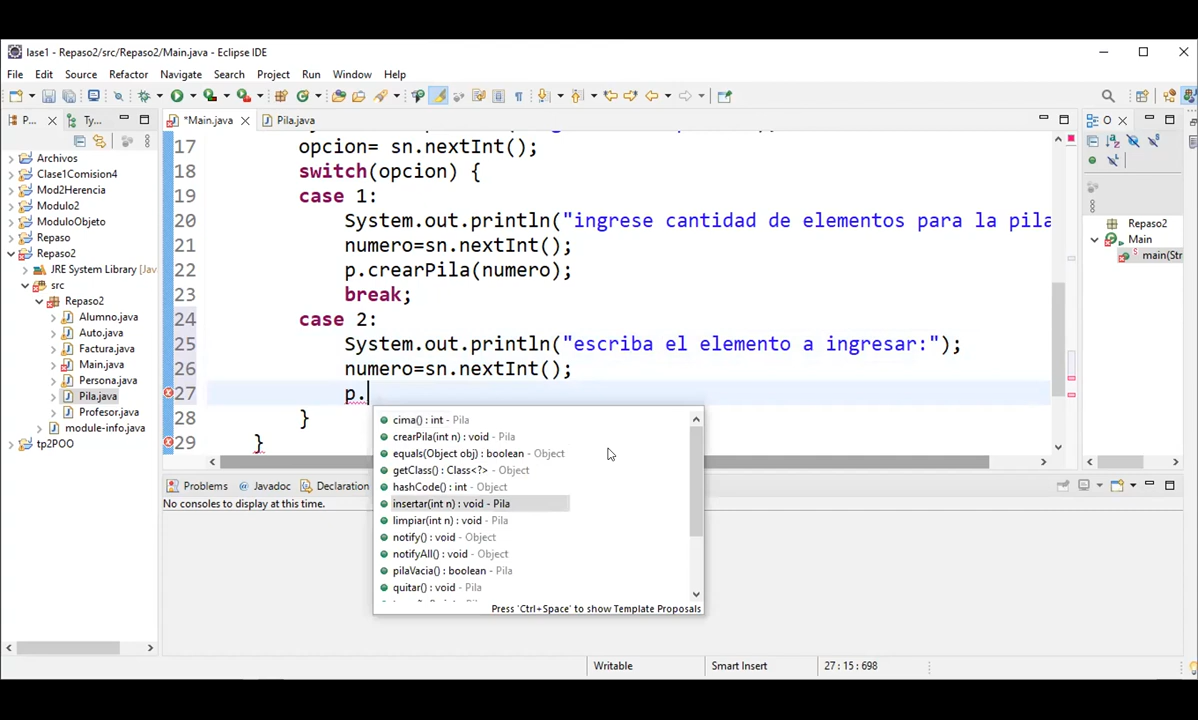 lase1 - Repaso2/src/Repaso2/Main.java - Eclipse IDE
File Edit Source Refactor Navigate Search Project Run Window Help
P... Ty...
*Main.java Pila.java
O
Archivos
Clase1Comision4
Mod2Herencia
Modulo2
ModuloObjeto
Repaso
Repaso2
JRE System Library [Jav
src
Repaso2
Alumno.java
Auto.java
Factura.java
Main.java
Persona.java
Pila.java
Profesor.java
module-info.java
tp2POO
17 opcion= sn.nextInt();
18 switch(opcion) {
19 case 1:
20 System.out.println("ingrese cantidad de elementos para la pila
21 numero=sn.nextInt();
22 p.crearPila(numero);
23 break;
24 case 2:
25 System.out.println("escriba el elemento a ingresar:");
26 numero=sn.nextInt();
27 p.
28 }
29 }
cima() : int - Pila
crearPila(int n) : void - Pila
equals(Object obj) : boolean - Object
getClass() : Class<?> - Object
hashCode() : int - Object
insertar(int n) : void - Pila
limpiar(int n) : void - Pila
notify() : void - Object
notifyAll() : void - Object
pilaVacia() : boolean - Pila
quitar() : void - Pila
Press 'Ctrl+Space' to show Template Proposals
Repaso2
Main
main(Stri
Problems Javadoc Declaration
No consoles to display at this time.
Writable Smart Insert 27 : 15 : 698